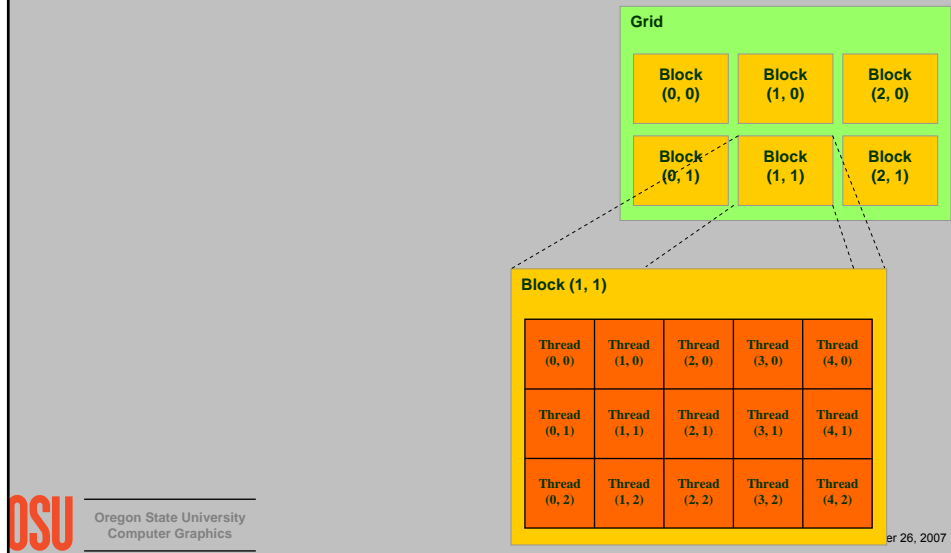 Grid
Block
(0, 0)
Block
(1, 0)
Block
(2, 0)
Block
(0, 1)
Block
(1, 1)
Block
(2, 1)
Block (1, 1)
Thread
(0, 0)
Thread
(1, 0)
Thread
(2, 0)
Thread
(3, 0)
Thread
(4, 0)
Thread
(0, 1)
Thread
(1, 1)
Thread
(2, 1)
Thread
(3, 1)
Thread
(4, 1)
Thread
(0, 2)
Thread
(1, 2)
Thread
(2, 2)
Thread
(3, 2)
Thread
(4, 2)
OSU
Oregon State University
Computer Graphics
26, 2007